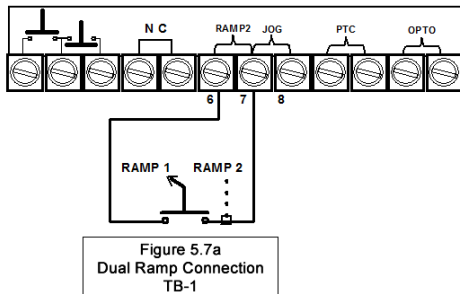 N C RAMP2 JOG PTC OPTO
6 7 8
RAMP 1 RAMP 2
Figure 5.7a
Dual Ramp Connection
TB-1